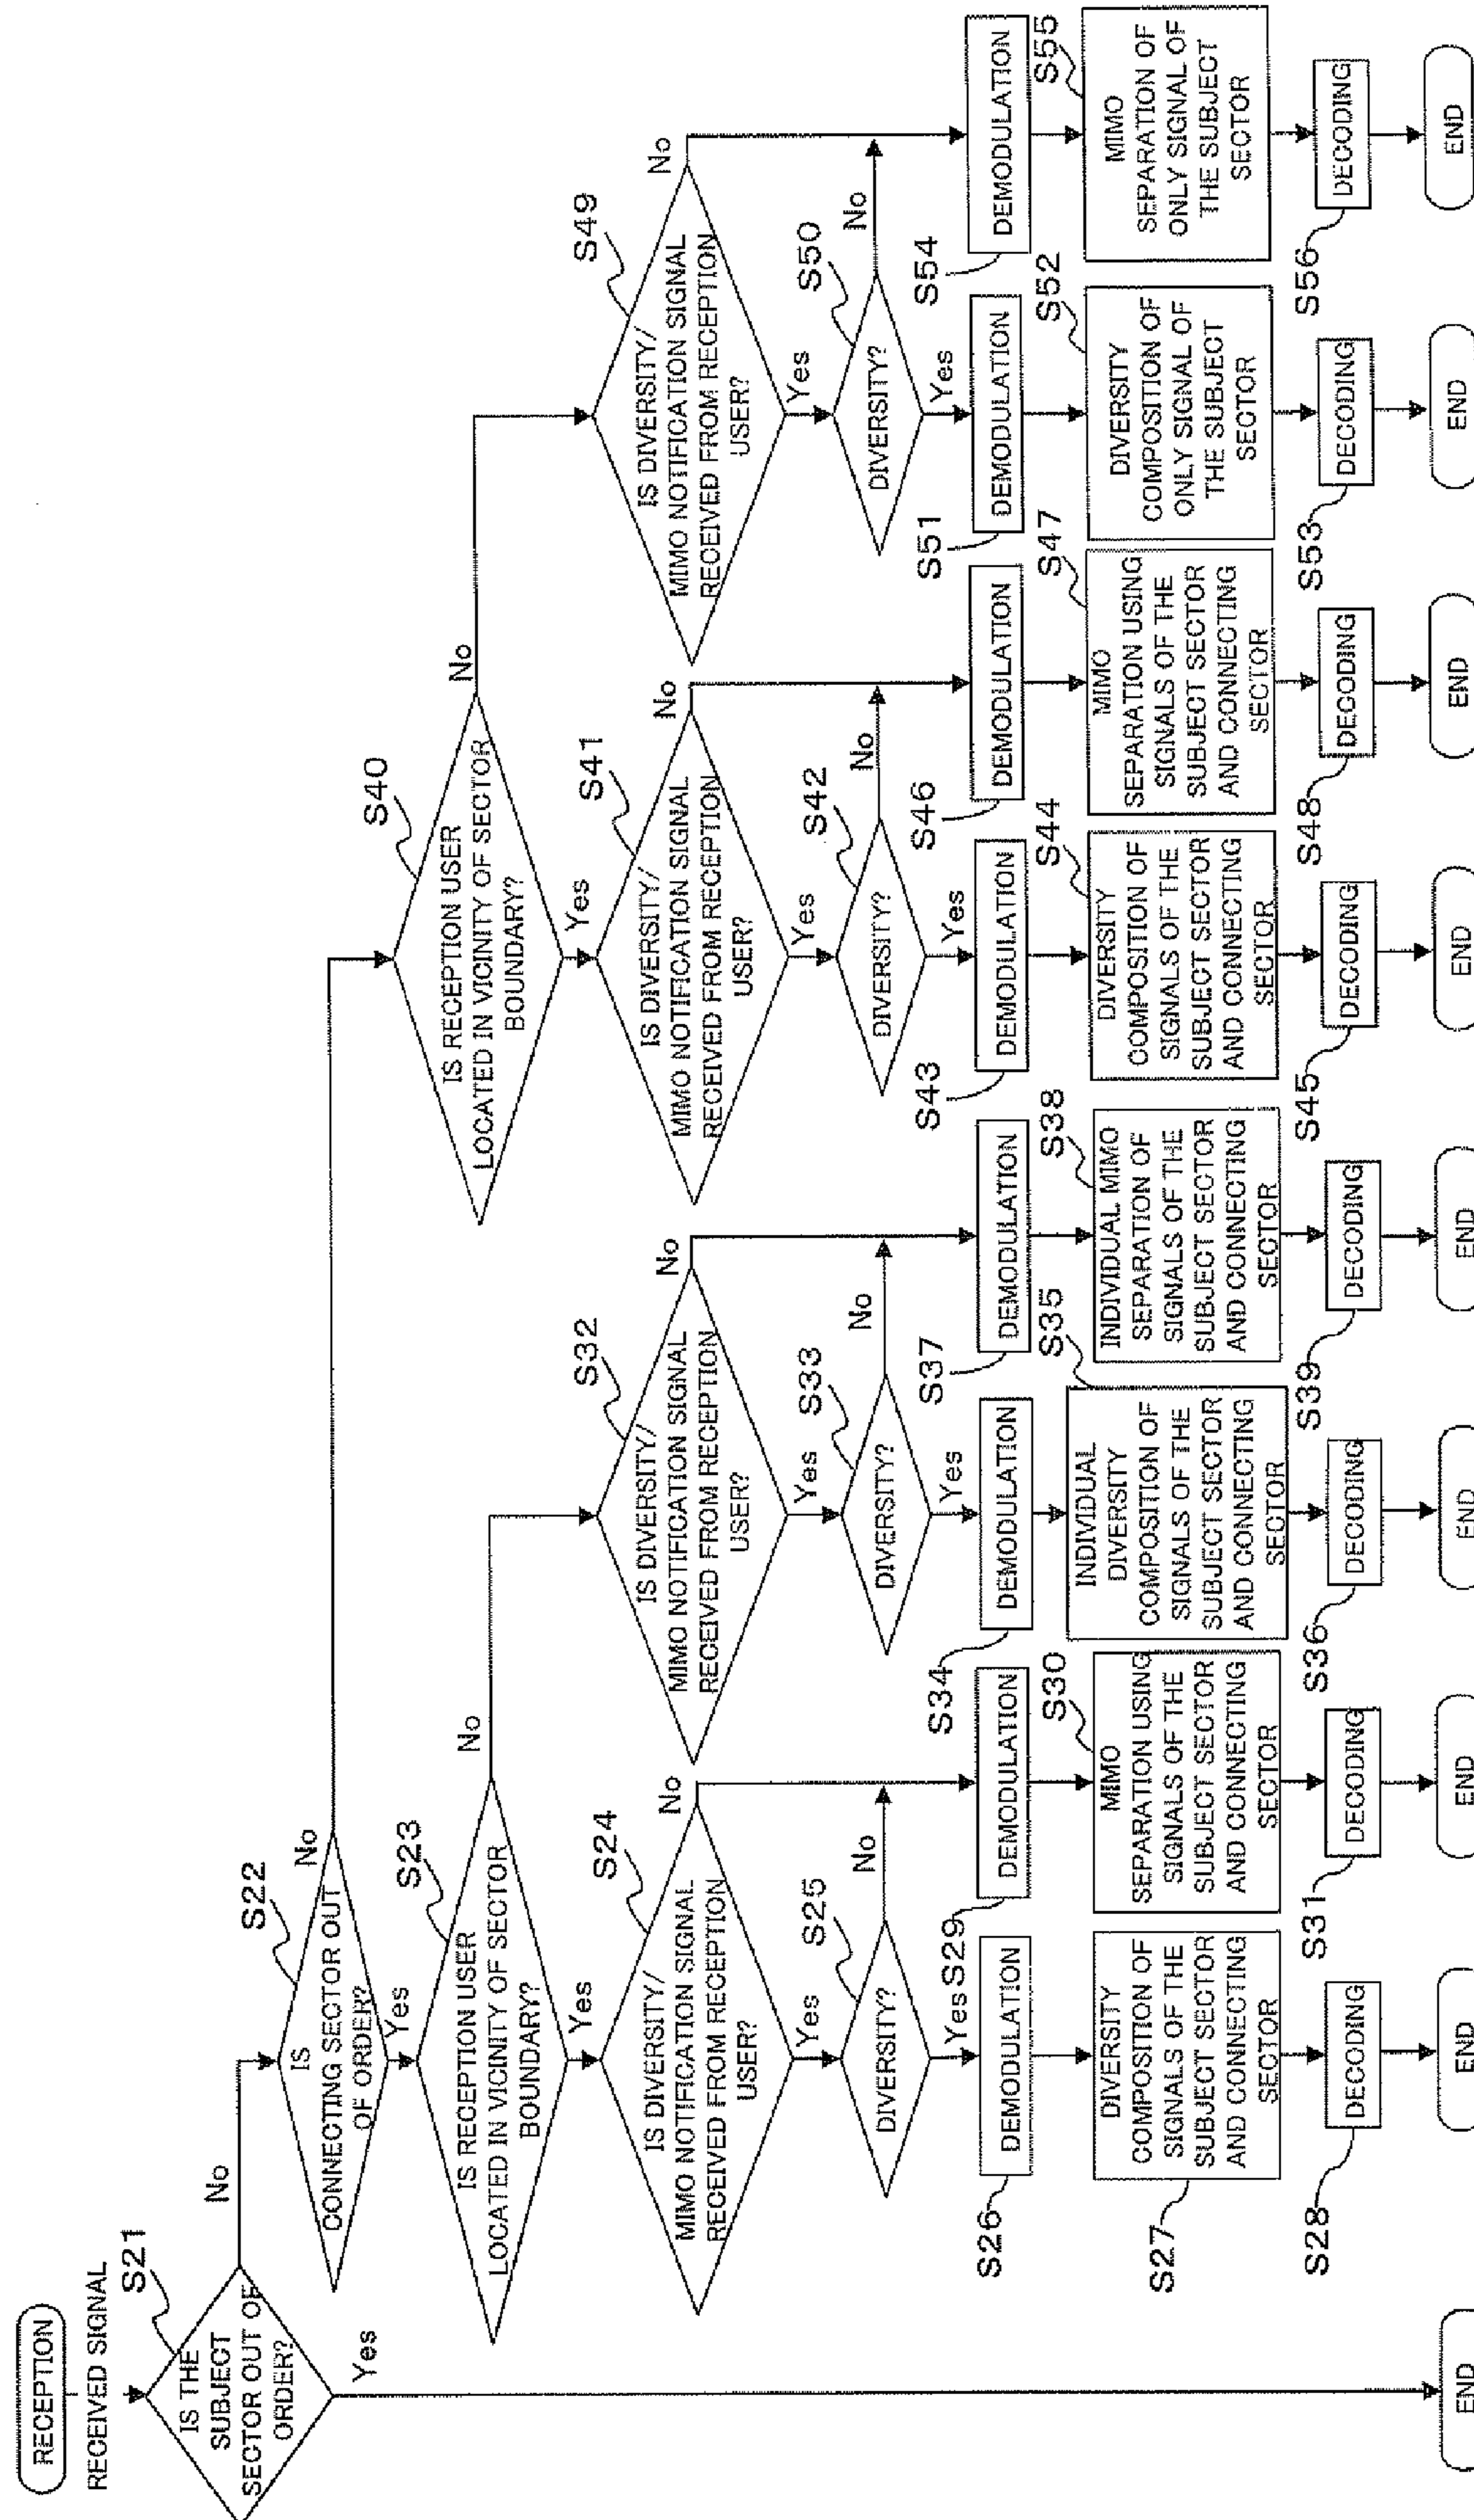 RECEPTION
RECEIVED SIGNAL
S21
IS THE
SUBJECT
SECTOR OUT OF
ORDER?
No
Yes
S22
IS
CONNECTING SECTOR OUT
OF ORDER?
No
Yes
S23
IS RECEPTION USER
LOCATED IN VICINITY OF SECTOR
BOUNDARY?
No
Yes
S24
IS DIVERSITY/
MIMO NOTIFICATION SIGNAL
RECEIVED FROM RECEPTION
USER?
No
Yes
S25
DIVERSITY?
No
Yes
S26
DEMODULATION
S27
DIVERSITY
COMPOSITION OF
SIGNALS OF THE
SUBJECT SECTOR
AND CONNECTING
SECTOR
S28
DECODING
END
S29
DEMODULATION
S30
MIMO
SEPARATION USING
SIGNALS OF THE
SUBJECT SECTOR
AND CONNECTING
SECTOR
S31
DECODING
END
S32
IS DIVERSITY/
MIMO NOTIFICATION SIGNAL
RECEIVED FROM RECEPTION
USER?
No
Yes
S33
DIVERSITY?
No
Yes
S34
DEMODULATION
S35
INDIVIDUAL
DIVERSITY
COMPOSITION OF
SIGNALS OF THE
SUBJECT SECTOR
AND CONNECTING
SECTOR
S36
DECODING
END
S37
DEMODULATION
S38
INDIVIDUAL MIMO
SEPARATION OF
SIGNALS OF THE
SUBJECT SECTOR
AND CONNECTING
SECTOR
S39
DECODING
END
S40
IS RECEPTION USER
LOCATED IN VICINITY OF SECTOR
BOUNDARY?
No
Yes
S41
IS DIVERSITY/
MIMO NOTIFICATION SIGNAL
RECEIVED FROM RECEPTION
USER?
No
Yes
S42
DIVERSITY?
No
Yes
S43
DEMODULATION
S44
DIVERSITY
COMPOSITION OF
SIGNALS OF THE
SUBJECT SECTOR
AND CONNECTING
SECTOR
S45
DECODING
END
S46
DEMODULATION
S47
MIMO
SEPARATION USING
SIGNALS OF THE
SUBJECT SECTOR
AND CONNECTING
SECTOR
S48
DECODING
END
S49
IS DIVERSITY/
MIMO NOTIFICATION SIGNAL
RECEIVED FROM RECEPTION
USER?
No
Yes
S50
DIVERSITY?
No
Yes
S51
DEMODULATION
S52
DIVERSITY
COMPOSITION OF
ONLY SIGNAL OF
THE SUBJECT
SECTOR
S53
DECODING
END
S54
DEMODULATION
S55
MIMO
SEPARATION OF
ONLY SIGNAL OF
THE SUBJECT
SECTOR
S56
DECODING
END
END